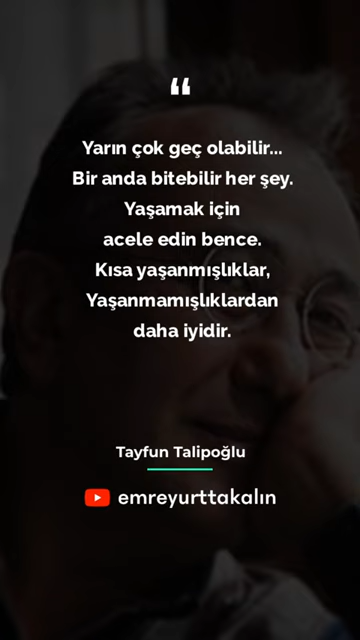 “
Yarın çok geç olabilir...
Bir anda bitebilir her şey.
Yaşamak için
acele edin bence.
Kısa yaşanmışlıklar,
Yaşanmamışlıklardan
daha iyidir.
Tayfun Talipoğlu
emreyurttakalın